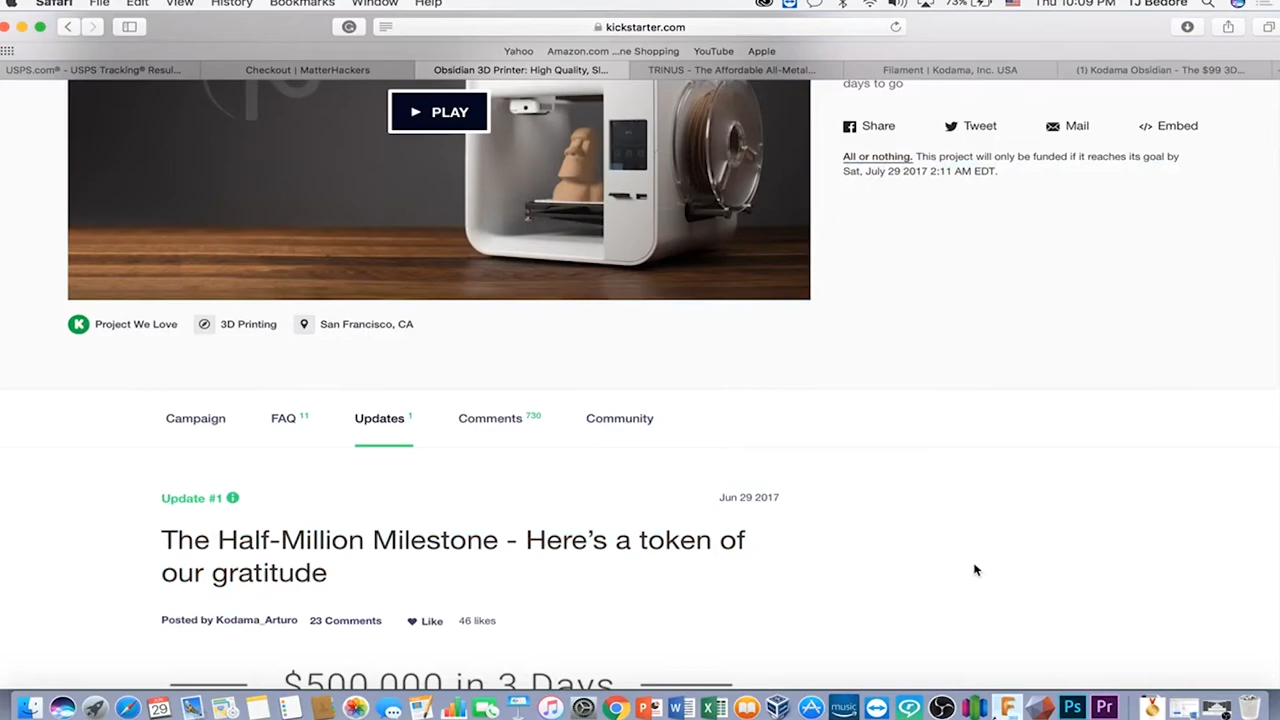 Safari File Edit View History Bookmarks Window Help 73% Thu 10:09 PM TJ Bedore
kickstarter.com
Yahoo Amazon.com ...ne Shopping YouTube Apple
USPS.com® - USPS Tracking® Resul... Checkout | MatterHackers Obsidian 3D Printer: High Quality, Sl... TRINUS - The Affordable All-Metal... Filament | Kodama, Inc. USA (1) Kodama Obsidian - The $99 3D...
days to go
PLAY
Share Tweet Mail Embed
All or nothing. This project will only be funded if it reaches its goal by
Sat, July 29 2017 2:11 AM EDT.
Project We Love 3D Printing San Francisco, CA
Campaign FAQ 11 Updates 1 Comments 730 Community
Update #1 Jun 29 2017
The Half-Million Milestone - Here's a token of
our gratitude
Posted by Kodama_Arturo 23 Comments Like 46 likes
$500,000 in 3 Days
29 music Ps Pr